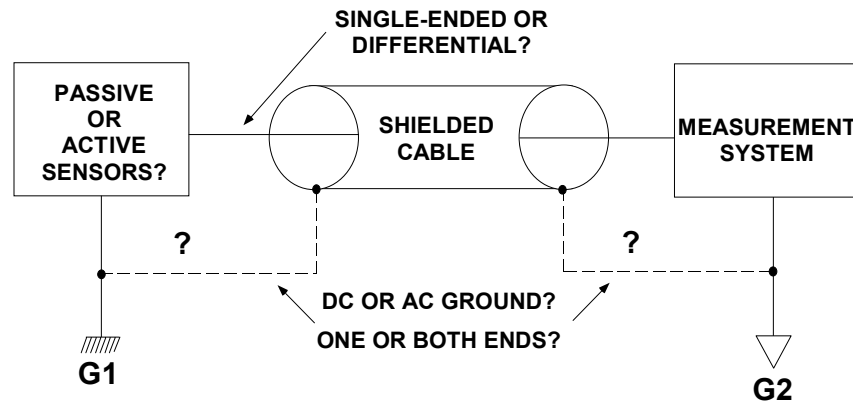 SINGLE-ENDED OR
DIFFERENTIAL?
PASSIVE
OR
ACTIVE
SENSORS?
SHIELDED
CABLE
MEASUREMENT
SYSTEM
?
?
DC OR AC GROUND?
ONE OR BOTH ENDS?
G1
G2